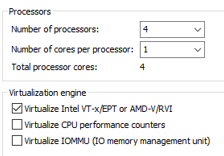 Processors
Number of processors: 4
Number of cores per processor: 1
Total processor cores: 4
Virtualization engine
Virtualize Intel VT-x/EPT or AMD-V/RVI
Virtualize CPU performance counters
Virtualize IOMMU (IO memory management unit)